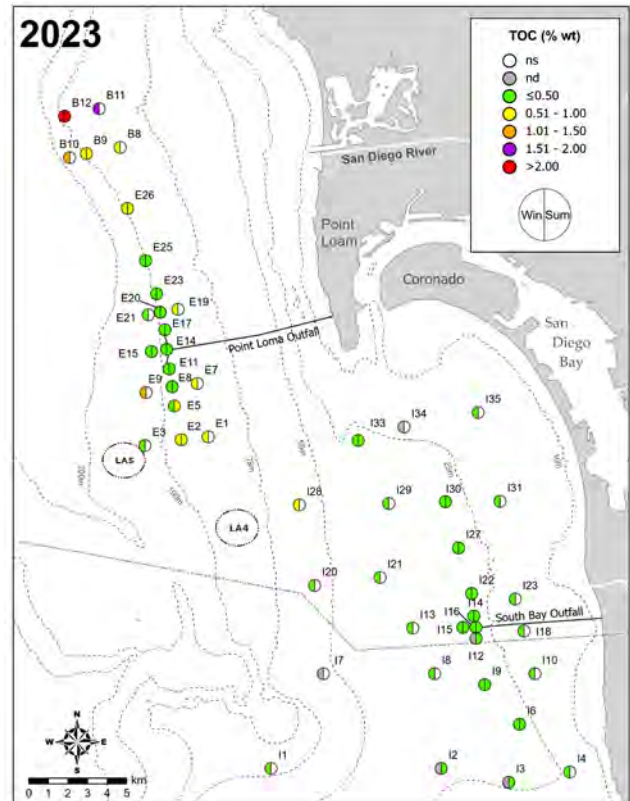 2023
TOC (% wt)
ns
nd
≤0.50
0.51 - 1.00
1.01 - 1.50
1.51 - 2.00
>2.00
Win Sum
B12
B11
B10
B9
B8
San Diego River
E26
Point
Loam
Coronado
E25
San
Diego
Bay
E23
E20
E19
E21
E17
E14
Point Loma Outfall
E15
E11
E9
E8
E7
E5
E3
E2
E1
LA5
200m
100m
LA4
I33
I34
I35
I28
I29
I30
I31
I27
I20
I21
I22
I23
I14
I13
I16
South Bay Outfall
I15
I18
I12
I7
I8
I9
I10
I6
I1
I2
I3
I4
N
W E
S
0 1 2 3 4 5
km